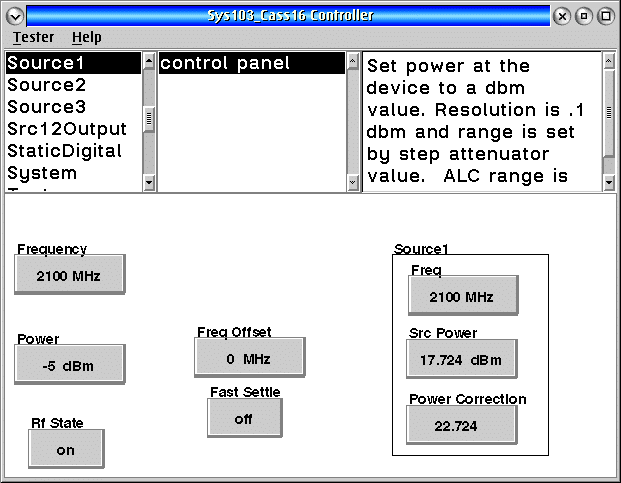 Sys103_Cass16 Controller
Tester Help
Source1
Source2
Source3
Src12Output
StaticDigital
System
control panel
Set power at the
device to a dbm
value. Resolution is .1
dbm and range is set
by step attenuator
value. ALC range is
Frequency
2100 MHz
Power
-5 dBm
Rf State
on
Freq Offset
0 MHz
Fast Settle
off
Source1
Freq
2100 MHz
Src Power
17.724 dBm
Power Correction
22.724